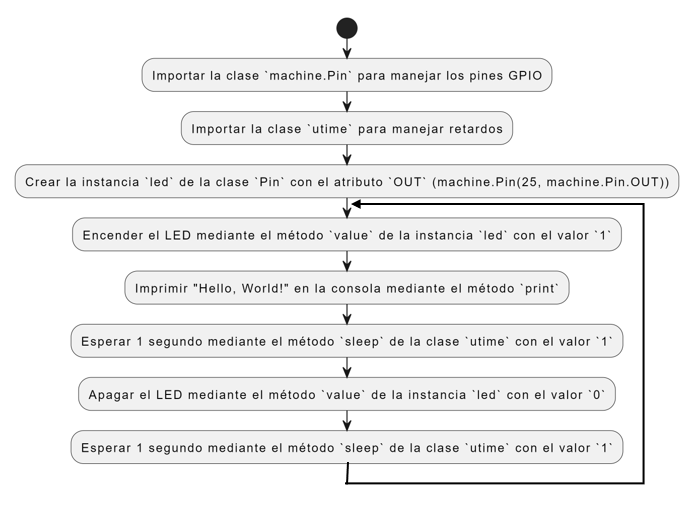 Importar la clase `machine.Pin` para manejar los pines GPIO
Importar la clase `utime` para manejar retardos
Crear la instancia `led` de la clase `Pin` con el atributo `OUT` (machine.Pin(25, machine.Pin.OUT))
Encender el LED mediante el método `value` de la instancia `led` con el valor `1`
Imprimir "Hello, World!" en la consola mediante el método `print`
Esperar 1 segundo mediante el método `sleep` de la clase `utime` con el valor `1`
Apagar el LED mediante el método `value` de la instancia `led` con el valor `0`
Esperar 1 segundo mediante el método `sleep` de la clase `utime` con el valor `1`